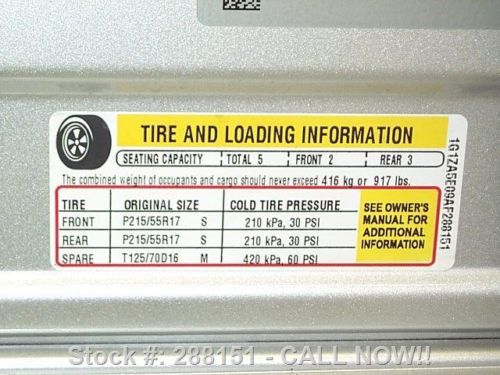 TIRE AND LOADING INFORMATION
SEATING CAPACITY TOTAL 5 FRONT 2 REAR 3
The combined weight of occupants and cargo should never exceed 416 kg or 917 lbs.
TIRE ORIGINAL SIZE COLD TIRE PRESSURE
FRONT P215/55R17 S 210 kPa, 30 PSI
REAR P215/55R17 S 210 kPa, 30 PSI
SPARE T125/70D16 M 420 kPa, 60 PSI
SEE OWNER'S
MANUAL FOR
ADDITIONAL
INFORMATION
1G1ZA5E09AF288151
Stock #: 288151 - CALL NOW!!